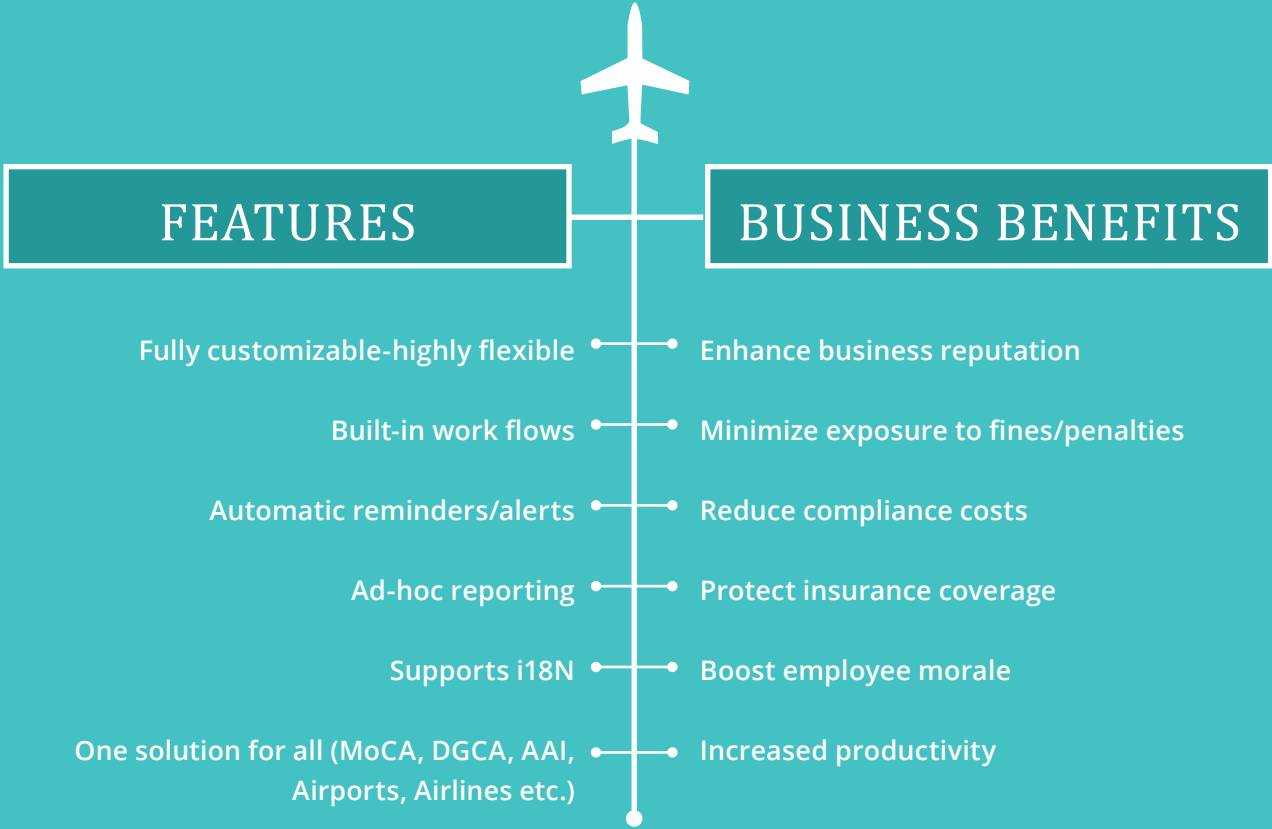 FEATURES
BUSINESS BENEFITS
Fully customizable-highly flexible
Enhance business reputation
Built-in work flows
Minimize exposure to fines/penalties
Automatic reminders/alerts
Reduce compliance costs
Ad-hoc reporting
Protect insurance coverage
Supports i18N
Boost employee morale
One solution for all (MoCA, DGCA, AAI,
Airports, Airlines etc.)
Increased productivity